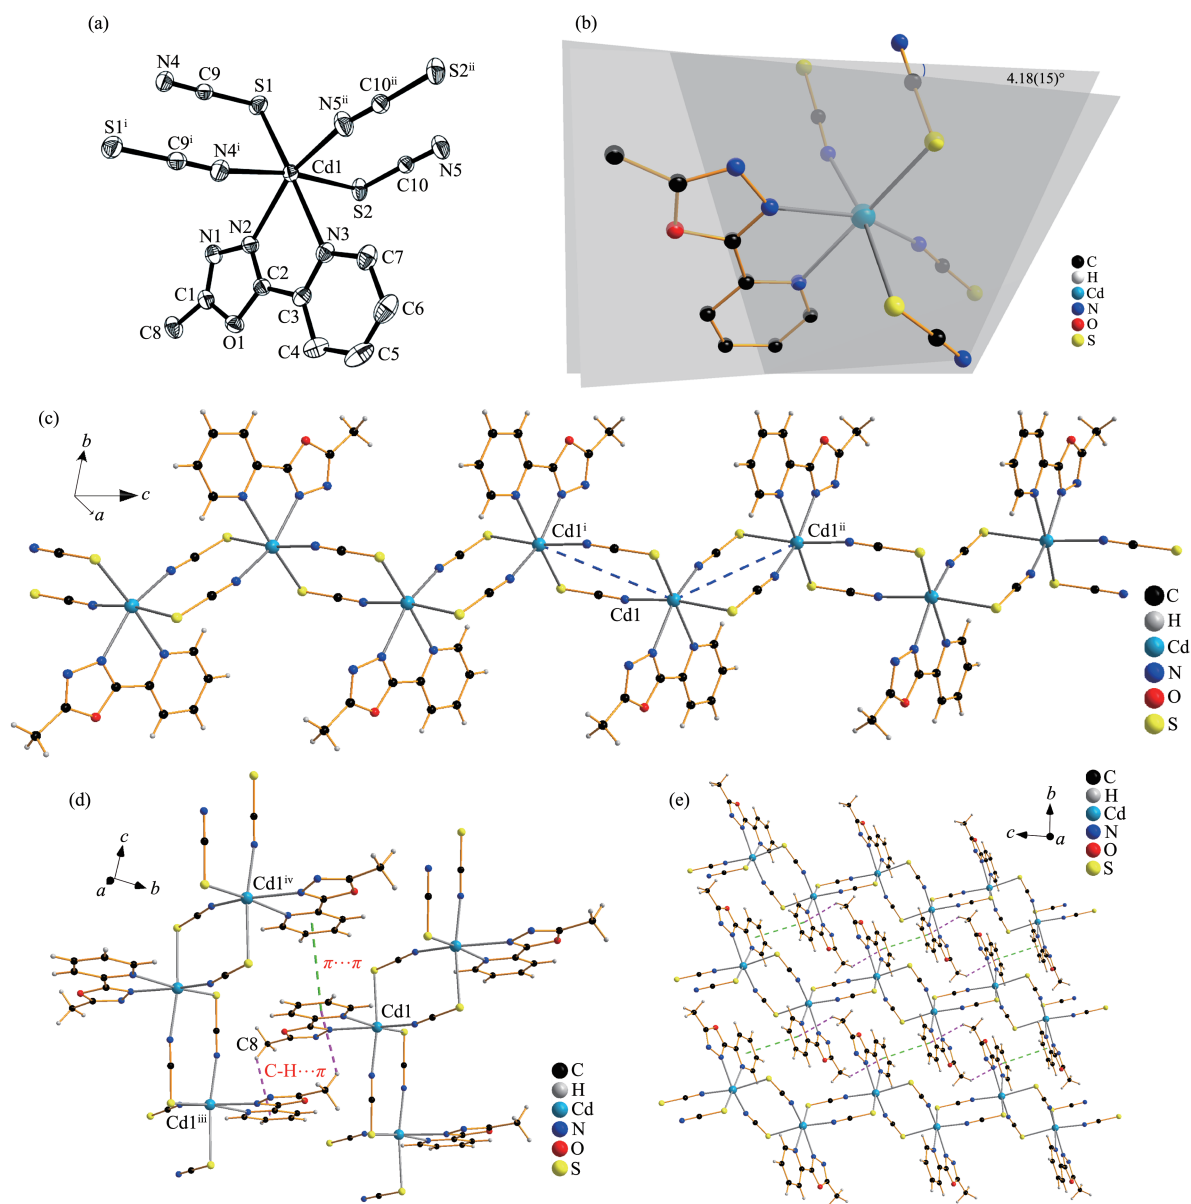 (a)
N4
C9
S1
C10ⁱⁱ
S2ⁱⁱ
N5ⁱⁱ
S1ⁱ
C9ⁱ
N4ⁱ
Cd1
N5
C10
S2
N1
N2
N3
C7
C2
C1
C6
C3
C8
O1
C4
C5
(b)
4.18(15)°
C
H
Cd
N
O
S
(c)
b
c
a
Cd1ⁱ
Cd1ⁱⁱ
Cd1
C
H
Cd
N
O
S
(d)
c
a
b
Cd1ⁱᵛ
π···π
Cd1
C8
C-H···π
Cd1ⁱⁱⁱ
C
H
Cd
N
O
S
(e)
b
c
a
C
H
Cd
N
O
S